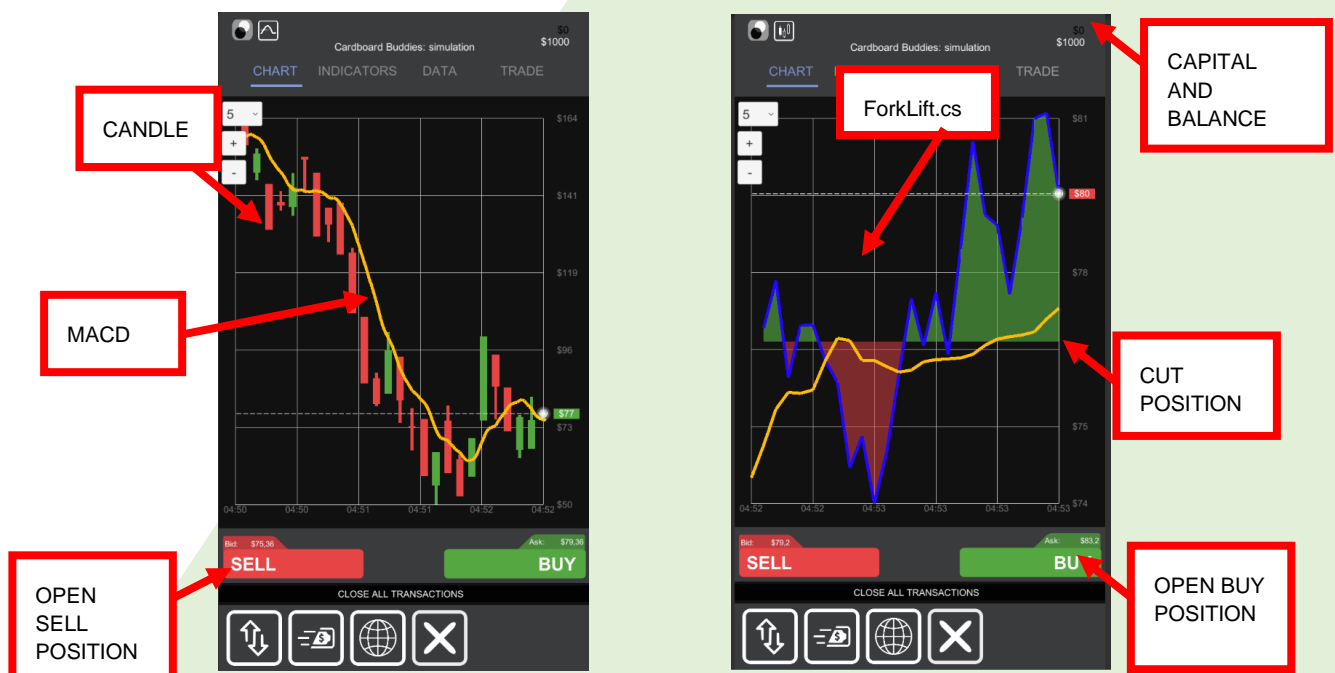 $0
$1000
Cardboard Buddies: simulation
CHART INDICATORS DATA TRADE
5
+
-
$164
$141
$119
$96
$77
$73
$50
04:50 04:50 04:51 04:51 04:52 04:52
Bid: $75,36
Ask: $79,36
SELL
BUY
CLOSE ALL TRANSACTIONS
CANDLE
MACD
OPEN
SELL
POSITION
$0
$1000
Cardboard Buddies: simulation
CHART
TRADE
5
+
-
$81
$80
$78
$75
$74
04:52 04:52 04:53 04:53 04:53 04:53
Bid: $79,2
Ask: $83,2
SELL
CLOSE ALL TRANSACTIONS
ForkLift.cs
CAPITAL
AND
BALANCE
CUT
POSITION
OPEN BUY
POSITION